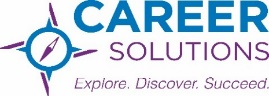 CAREER
SOLUTIONS
Explore. Discover. Succeed.